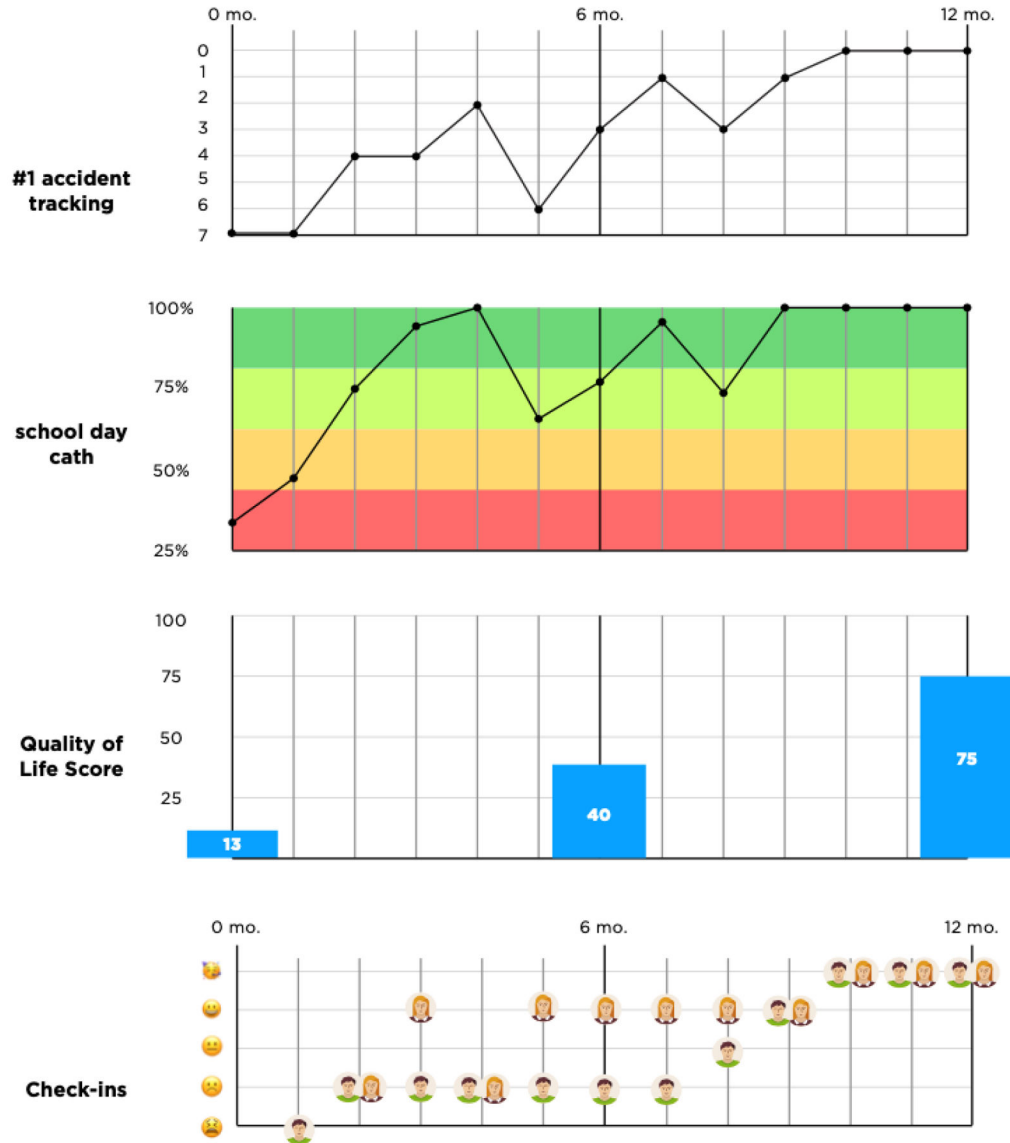 0 mo.
6 mo.
12 mo.
0
1
2
3
4
5
6
7
#1 accident
tracking
100%
75%
50%
25%
school day
cath
100
75
50
25
Quality of
Life Score
13
40
75
0 mo.
6 mo.
12 mo.
Check-ins